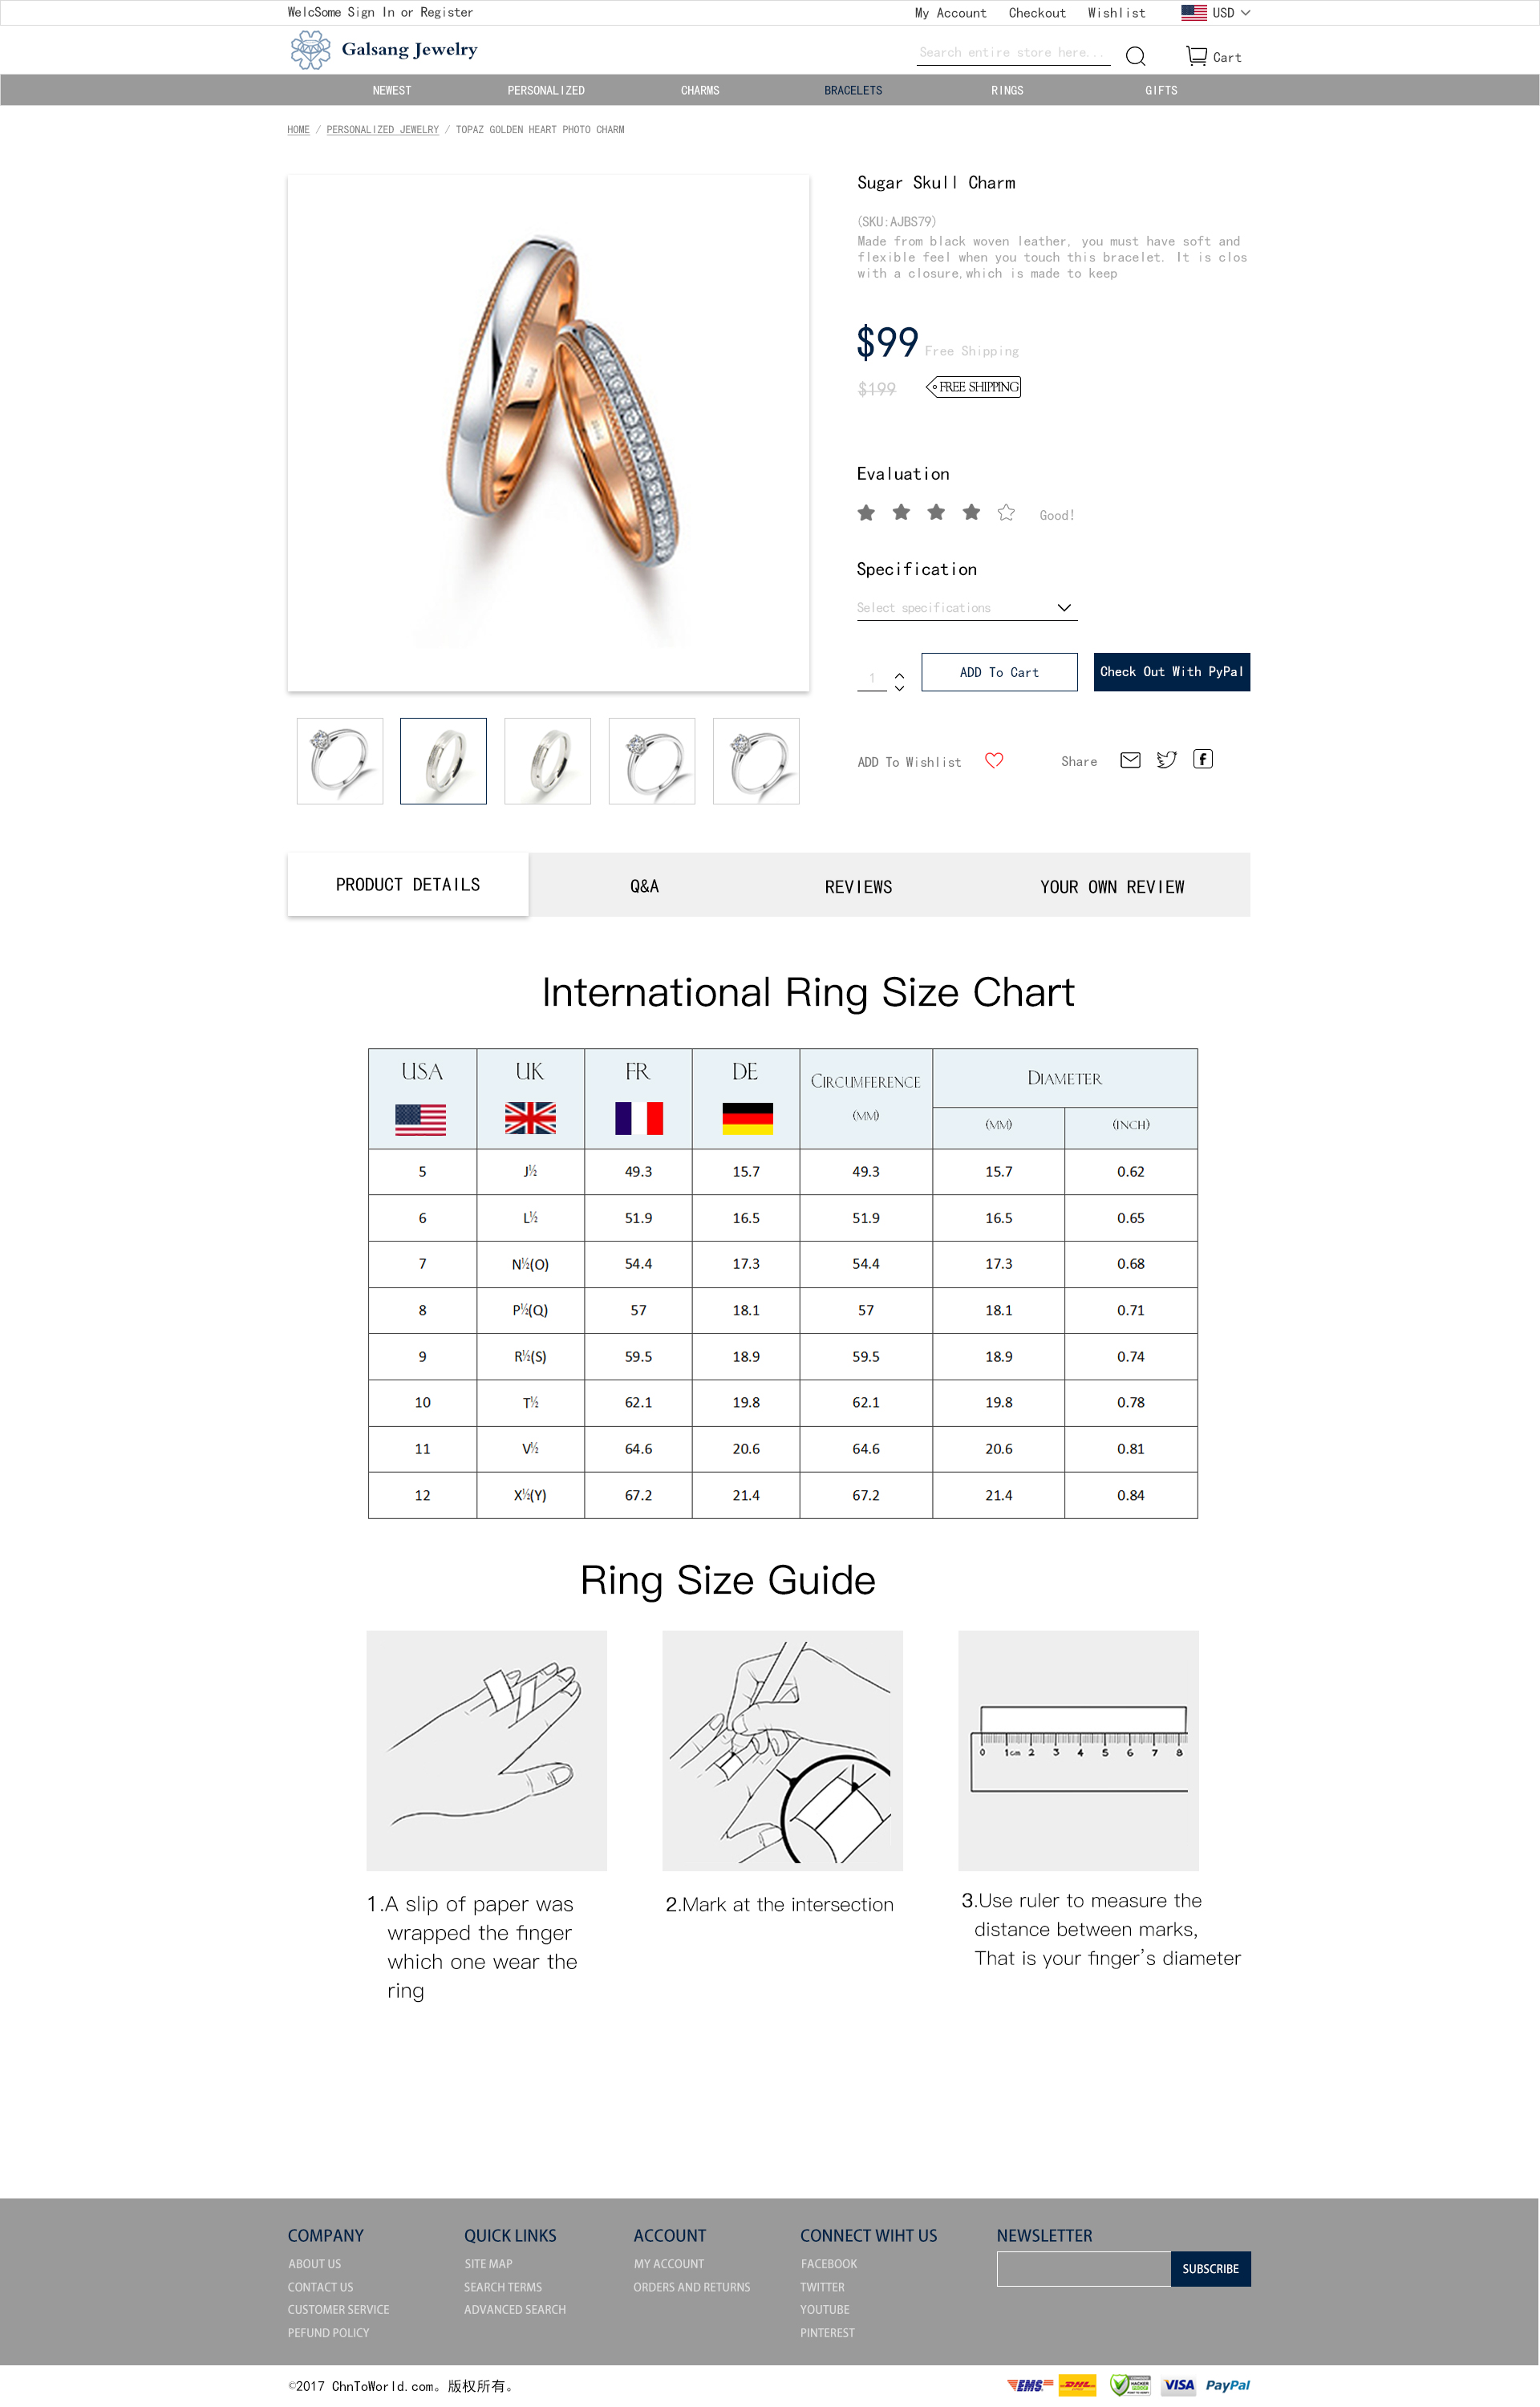 WelcSome Sign In or Register
My Account Checkout Wishlist USD
Galsang Jewelry
Search entire store here...
Cart
NEWEST PERSONALIZED CHARMS BRACELETS RINGS GIFTS
HOME / PERSONALIZED JEWELRY / TOPAZ GOLDEN HEART PHOTO CHARM
Sugar Skull Charm
(SKU:AJBS79)
Made from black woven leather, you must have soft and
flexible feel when you touch this bracelet. It is clos
with a closure,which is made to keep
$99 Free Shipping
$199 FREE SHIPPING
Evaluation
Good!
Specification
Select specifications
1 ADD To Cart Check Out With PyPal
ADD To Wishlist Share
PRODUCT DETAILS Q&A REVIEWS YOUR OWN REVIEW
International Ring Size Chart
USA UK FR DE CIRCUMFERENCE (MM) DIAMETER
(MM) (INCH)
5 J½ 49.3 15.7 49.3 15.7 0.62
6 L½ 51.9 16.5 51.9 16.5 0.65
7 N½(O) 54.4 17.3 54.4 17.3 0.68
8 P½(Q) 57 18.1 57 18.1 0.71
9 R½(S) 59.5 18.9 59.5 18.9 0.74
10 T½ 62.1 19.8 62.1 19.8 0.78
11 V½ 64.6 20.6 64.6 20.6 0.81
12 X½(Y) 67.2 21.4 67.2 21.4 0.84
Ring Size Guide
0 1cm 2 3 4 5 6 7 8
1.A slip of paper was
wrapped the finger
which one wear the
ring
2.Mark at the intersection
3.Use ruler to measure the
distance between marks,
That is your finger's diameter
COMPANY
ABOUT US
CONTACT US
CUSTOMER SERVICE
PEFUND POLICY
QUICK LINKS
SITE MAP
SEARCH TERMS
ADVANCED SEARCH
ACCOUNT
MY ACCOUNT
ORDERS AND RETURNS
CONNECT WIHT US
FACEBOOK
TWITTER
YOUTUBE
PINTEREST
NEWSLETTER
SUBSCRIBE
©2017 ChnToWorld.com。版权所有。
EMS DHL HACKER VISA PayPal